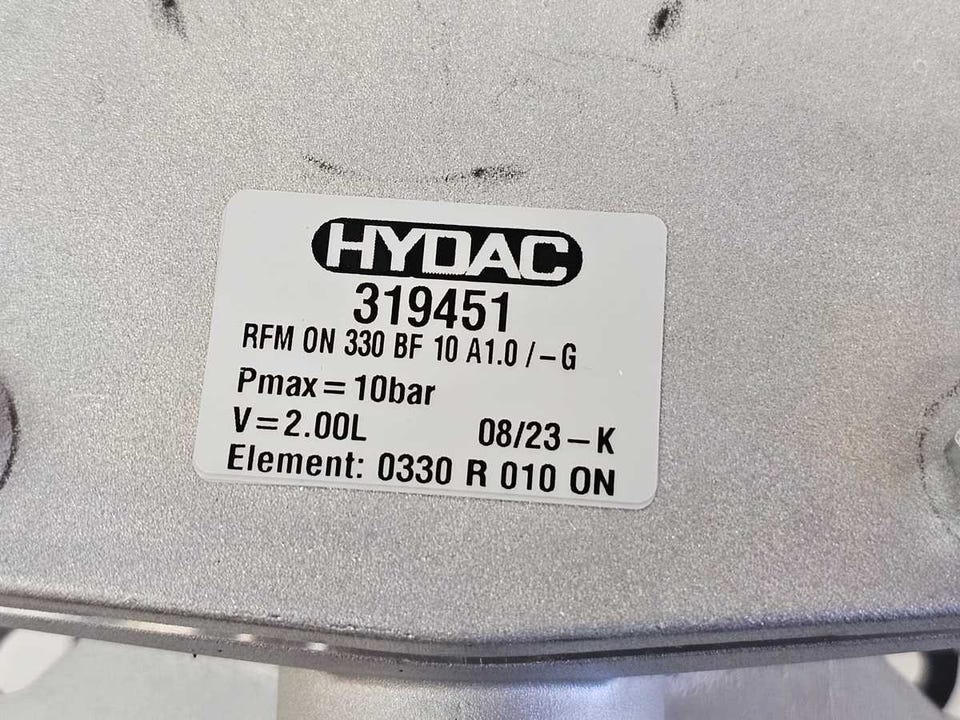 HYDAC
319451
RFM ON 330 BF 10 A1.0 / – G
Pmax = 10bar
V = 2.00L 08/23 – K
Element: 0330 R 010 ON